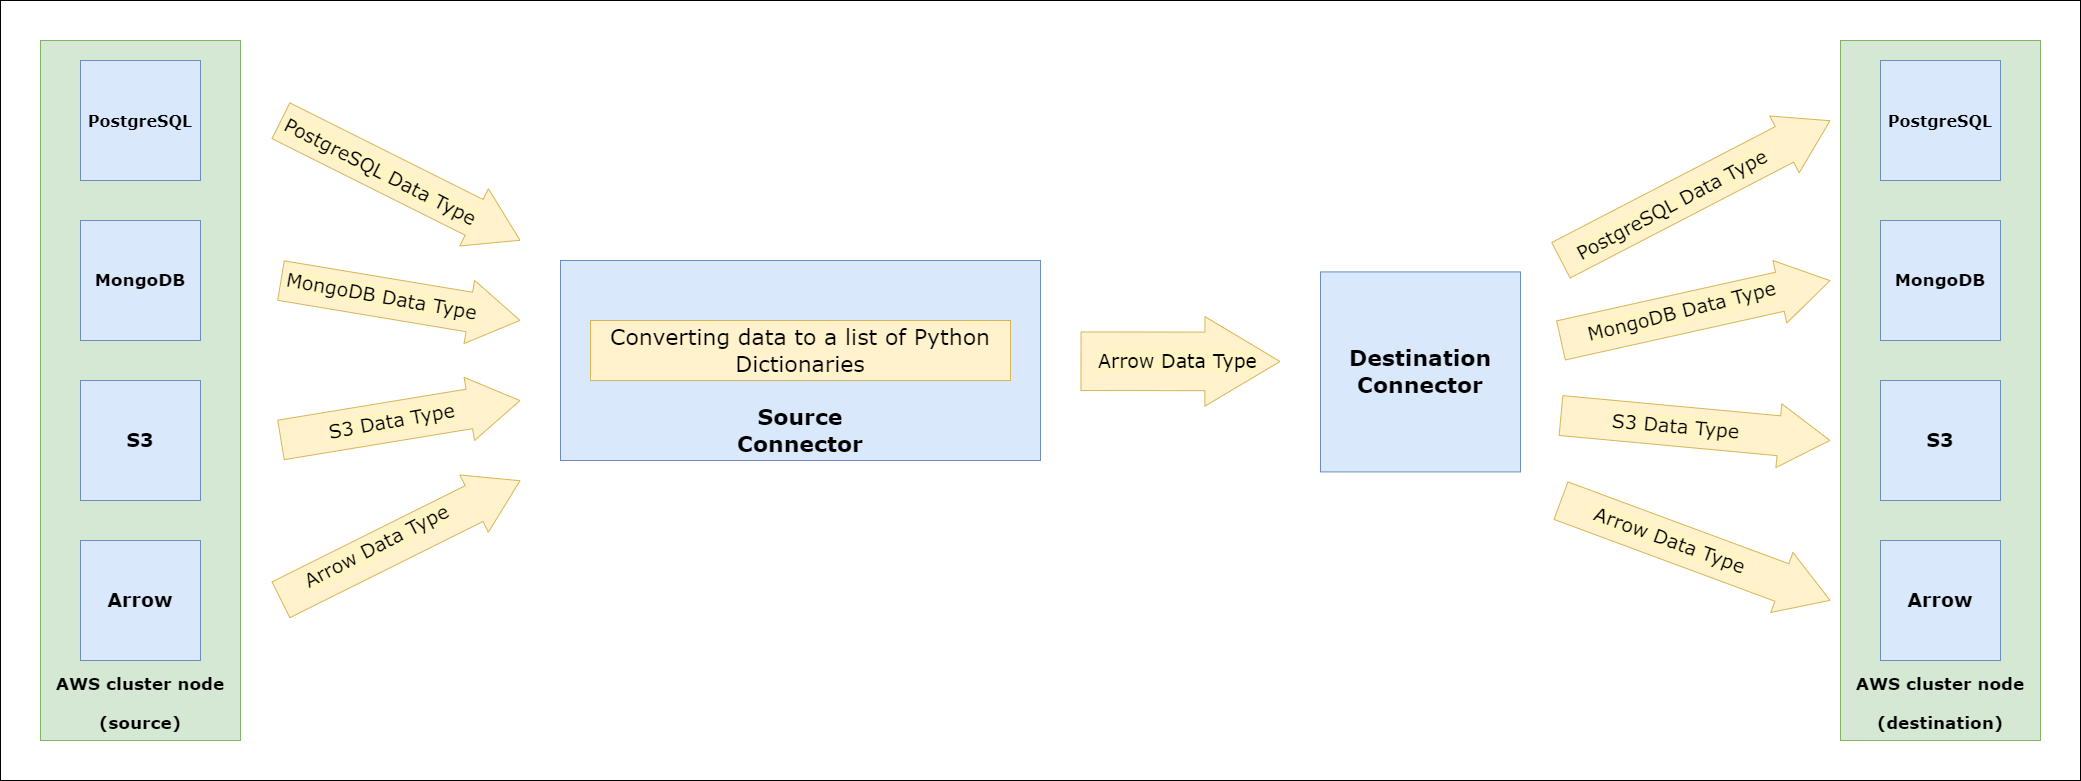 PostgreSQL
MongoDB
S3
Arrow
AWS cluster node
(source)
PostgreSQL Data Type
MongoDB Data Type
S3 Data Type
Arrow Data Type
Converting data to a list of Python
Dictionaries
Source
Connector
Arrow Data Type
Destination
Connector
PostgreSQL Data Type
MongoDB Data Type
S3 Data Type
Arrow Data Type
PostgreSQL
MongoDB
S3
Arrow
AWS cluster node
(destination)